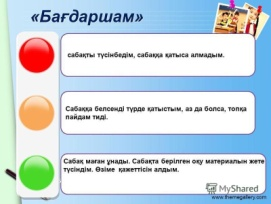 «Бағдаршам»
сабақты түсінбедім, сабаққа қатыса алмадым.
Сабаққа белсенді түрде қатыстым, аз да болса, топқа
пайдам тиді.
Сабақ маған ұнады. Сабақта берілген оқу материалын жете
түсіндім. Өзіме қажеттісін алдым.
MyShared
www.themegallery.com